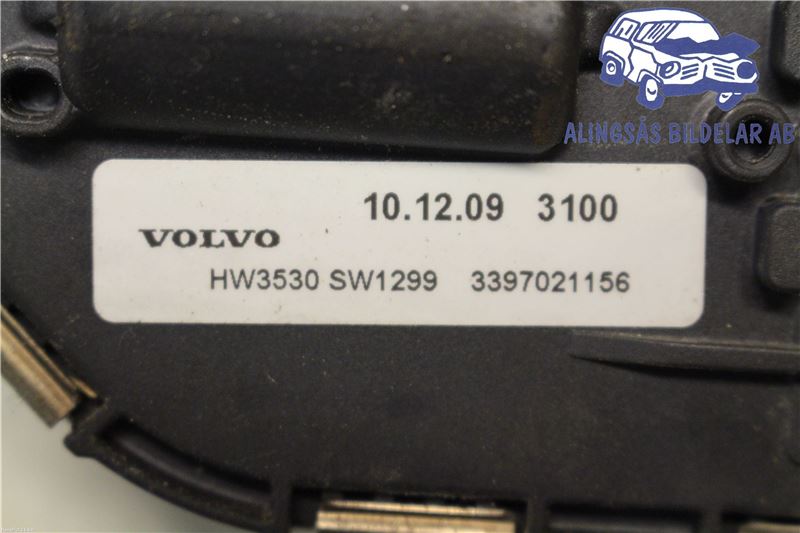 ALINGSÅS BILDELAR AB
10.12.09 3100
VOLVO
HW3530 SW1299 3397021156